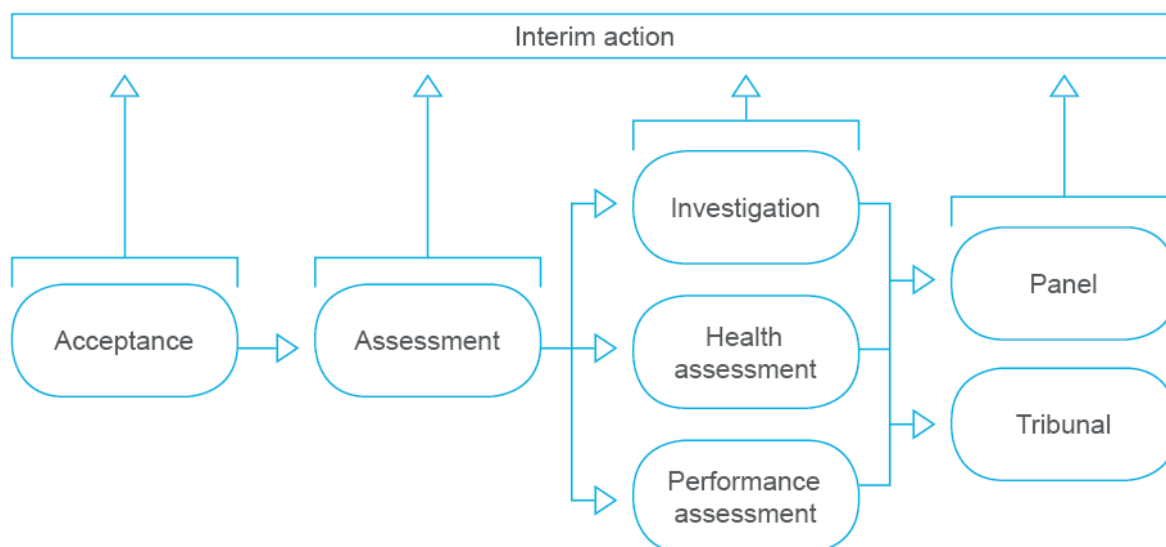 Interim action
Acceptance
Assessment
Investigation
Health
assessment
Performance
assessment
Panel
Tribunal